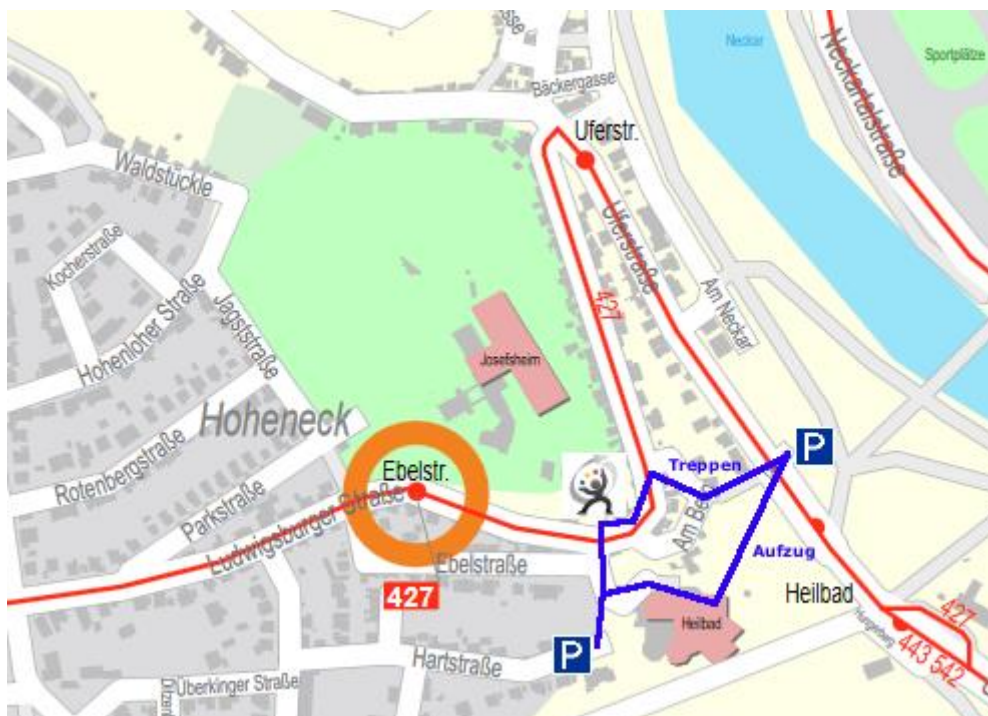 Neckar
Neckartalstraße
Sportplätze
Bäckergasse
Uferstr.
Waldstückle
Uferstraße
Kocherstraße
Hohenloher Straße
Jagststraße
427
Am Neckar
Josefsheim
Hoheneck
Rotenbergstraße
Parkstraße
Ebelstr.
Ludwigsburger Straße
Treppen
P
Am Berg
Aufzug
Ebelstraße
427
Heilbad
Heilbad
427
443 542
P
Hartstraße
Überkinger Straße